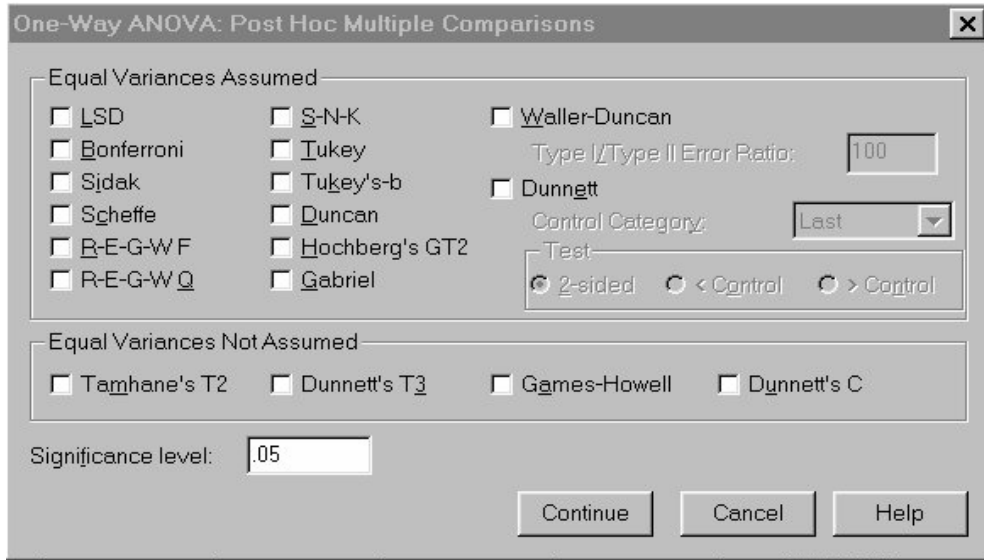 One-Way ANOVA: Post Hoc Multiple Comparisons
Equal Variances Assumed
LSD
Bonferroni
Sidak
Scheffe
R-E-G-W F
R-E-G-W Q
S-N-K
Tukey
Tukey's-b
Duncan
Hochberg's GT2
Gabriel
Waller-Duncan
Type I/Type II Error Ratio: 100
Dunnett
Control Category: Last
Test
2-sided < Control > Control
Equal Variances Not Assumed
Tamhane's T2 Dunnett's T3 Games-Howell Dunnett's C
Significance level: .05
Continue Cancel Help